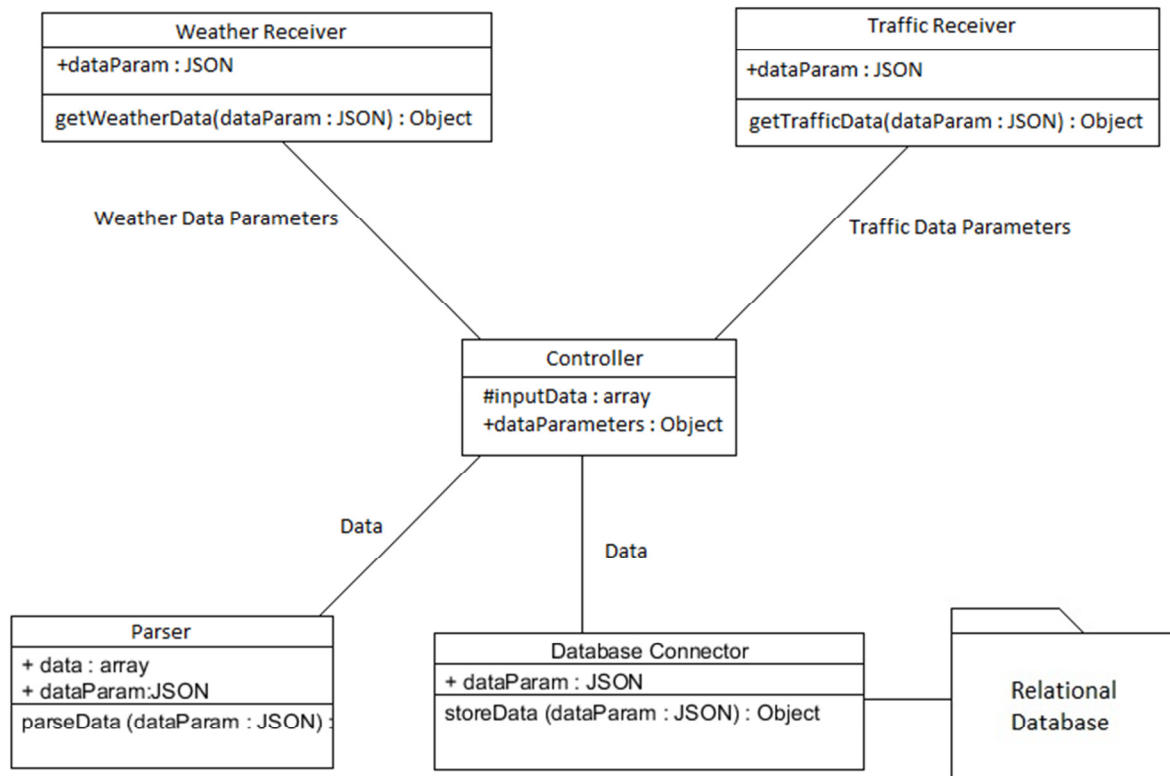 Weather Receiver
+dataParam : JSON
getWeatherData(dataParam : JSON) : Object
Traffic Receiver
+dataParam : JSON
getTrafficData(dataParam : JSON) : Object
Weather Data Parameters
Traffic Data Parameters
Controller
#inputData : array
+dataParameters : Object
Data
Data
Parser
+ data : array
+ dataParam:JSON
parseData (dataParam : JSON) :
Database Connector
+ dataParam : JSON
storeData (dataParam : JSON) : Object
Relational
Database